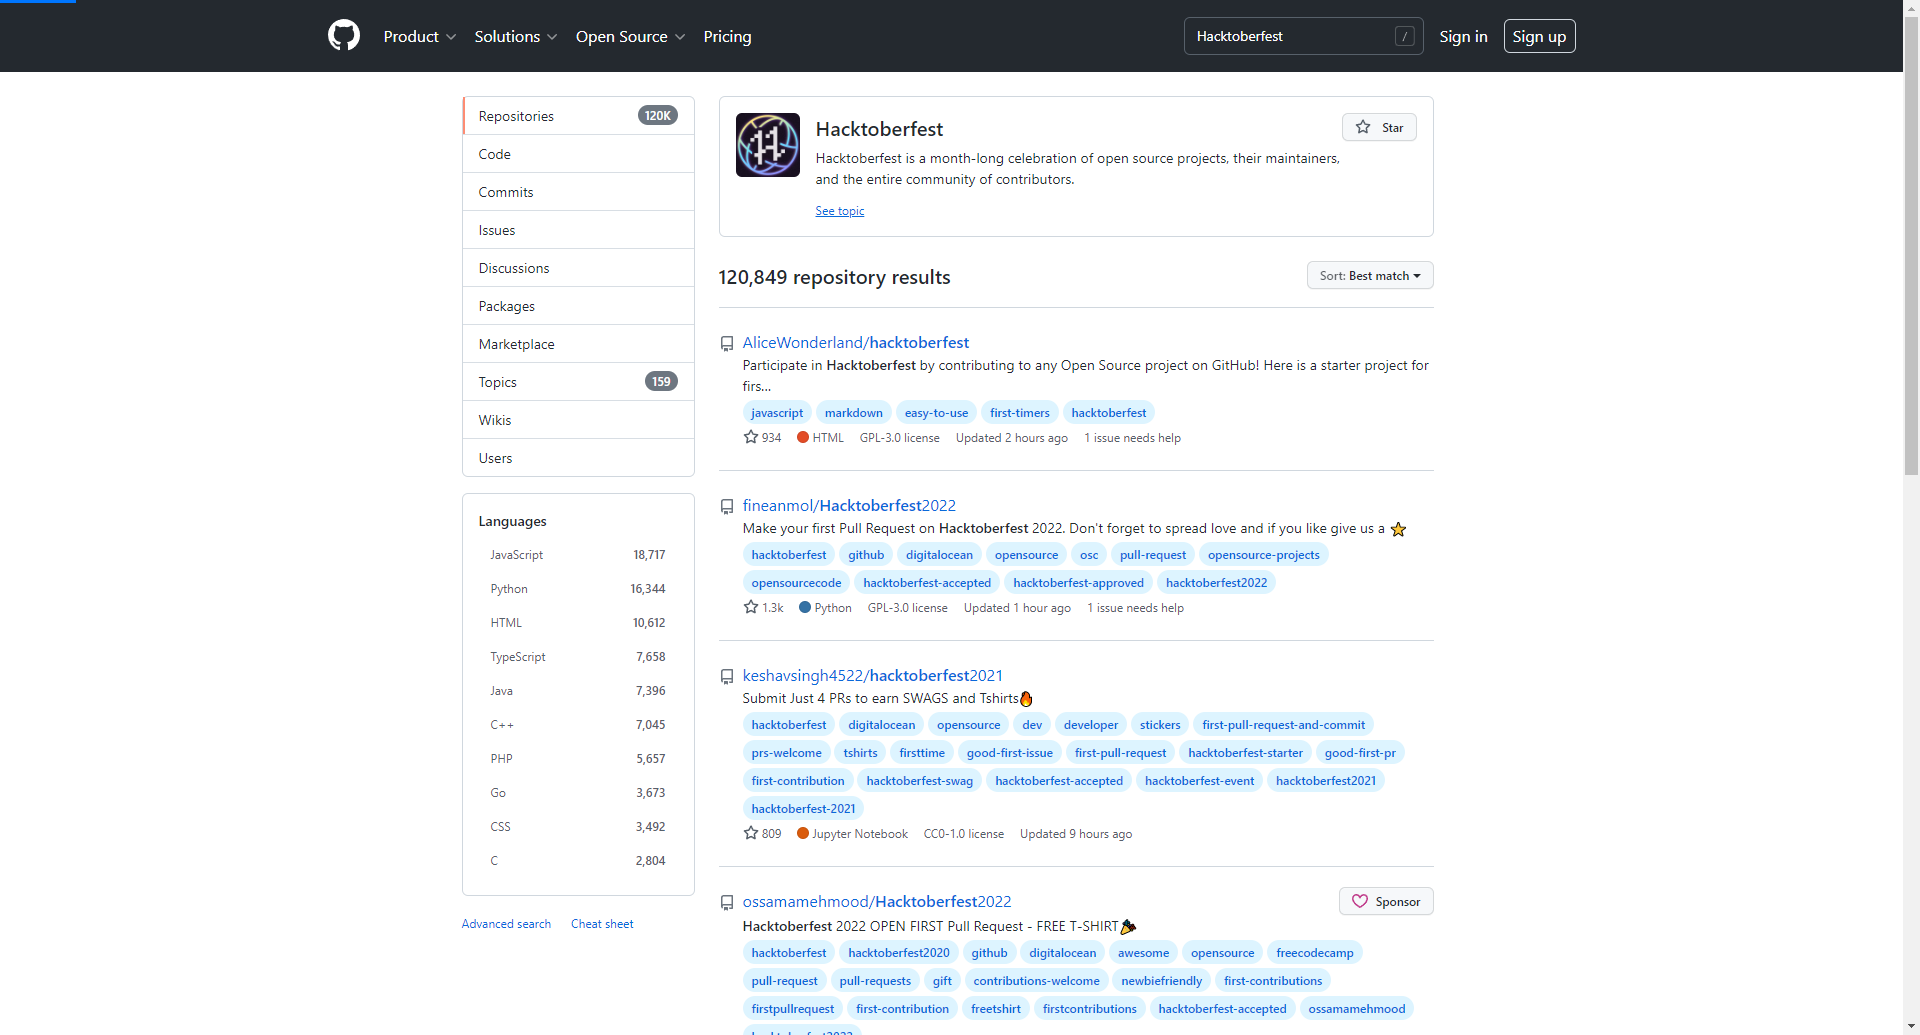 Product Solutions Open Source Pricing Hacktoberfest / Sign in Sign up
Repositories 120K
Code
Commits
Issues
Discussions
Packages
Marketplace
Topics 159
Wikis
Users
Languages
JavaScript 18,717
Python 16,344
HTML 10,612
TypeScript 7,658
Java 7,396
C++ 7,045
PHP 5,657
Go 3,673
CSS 3,492
C 2,804
Advanced search Cheat sheet
Hacktoberfest Star
Hacktoberfest is a month-long celebration of open source projects, their maintainers,
and the entire community of contributors.
See topic
120,849 repository results Sort: Best match
AliceWonderland/hacktoberfest
Participate in Hacktoberfest by contributing to any Open Source project on GitHub! Here is a starter project for
firs...
javascript markdown easy-to-use first-timers hacktoberfest
934 HTML GPL-3.0 license Updated 2 hours ago 1 issue needs help
fineanmol/Hacktoberfest2022
Make your first Pull Request on Hacktoberfest 2022. Don't forget to spread love and if you like give us a ⭐
hacktoberfest github digitalocean opensource osc pull-request opensource-projects
opensourcecode hacktoberfest-accepted hacktoberfest-approved hacktoberfest2022
1.3k Python GPL-3.0 license Updated 1 hour ago 1 issue needs help
keshavsingh4522/hacktoberfest2021
Submit Just 4 PRs to earn SWAGS and Tshirts🔥
hacktoberfest digitalocean opensource dev developer stickers first-pull-request-and-commit
prs-welcome tshirts firsttime good-first-issue first-pull-request hacktoberfest-starter good-first-pr
first-contribution hacktoberfest-swag hacktoberfest-accepted hacktoberfest-event hacktoberfest2021
hacktoberfest-2021
809 Jupyter Notebook CC0-1.0 license Updated 9 hours ago
ossamamehmood/Hacktoberfest2022 Sponsor
Hacktoberfest 2022 OPEN FIRST Pull Request - FREE T-SHIRT🎉
hacktoberfest hacktoberfest2020 github digitalocean awesome opensource freecodecamp
pull-request pull-requests gift contributions-welcome newbiefriendly first-contributions
firstpullrequest first-contribution freetshirt firstcontributions hacktoberfest-accepted ossamamehmood